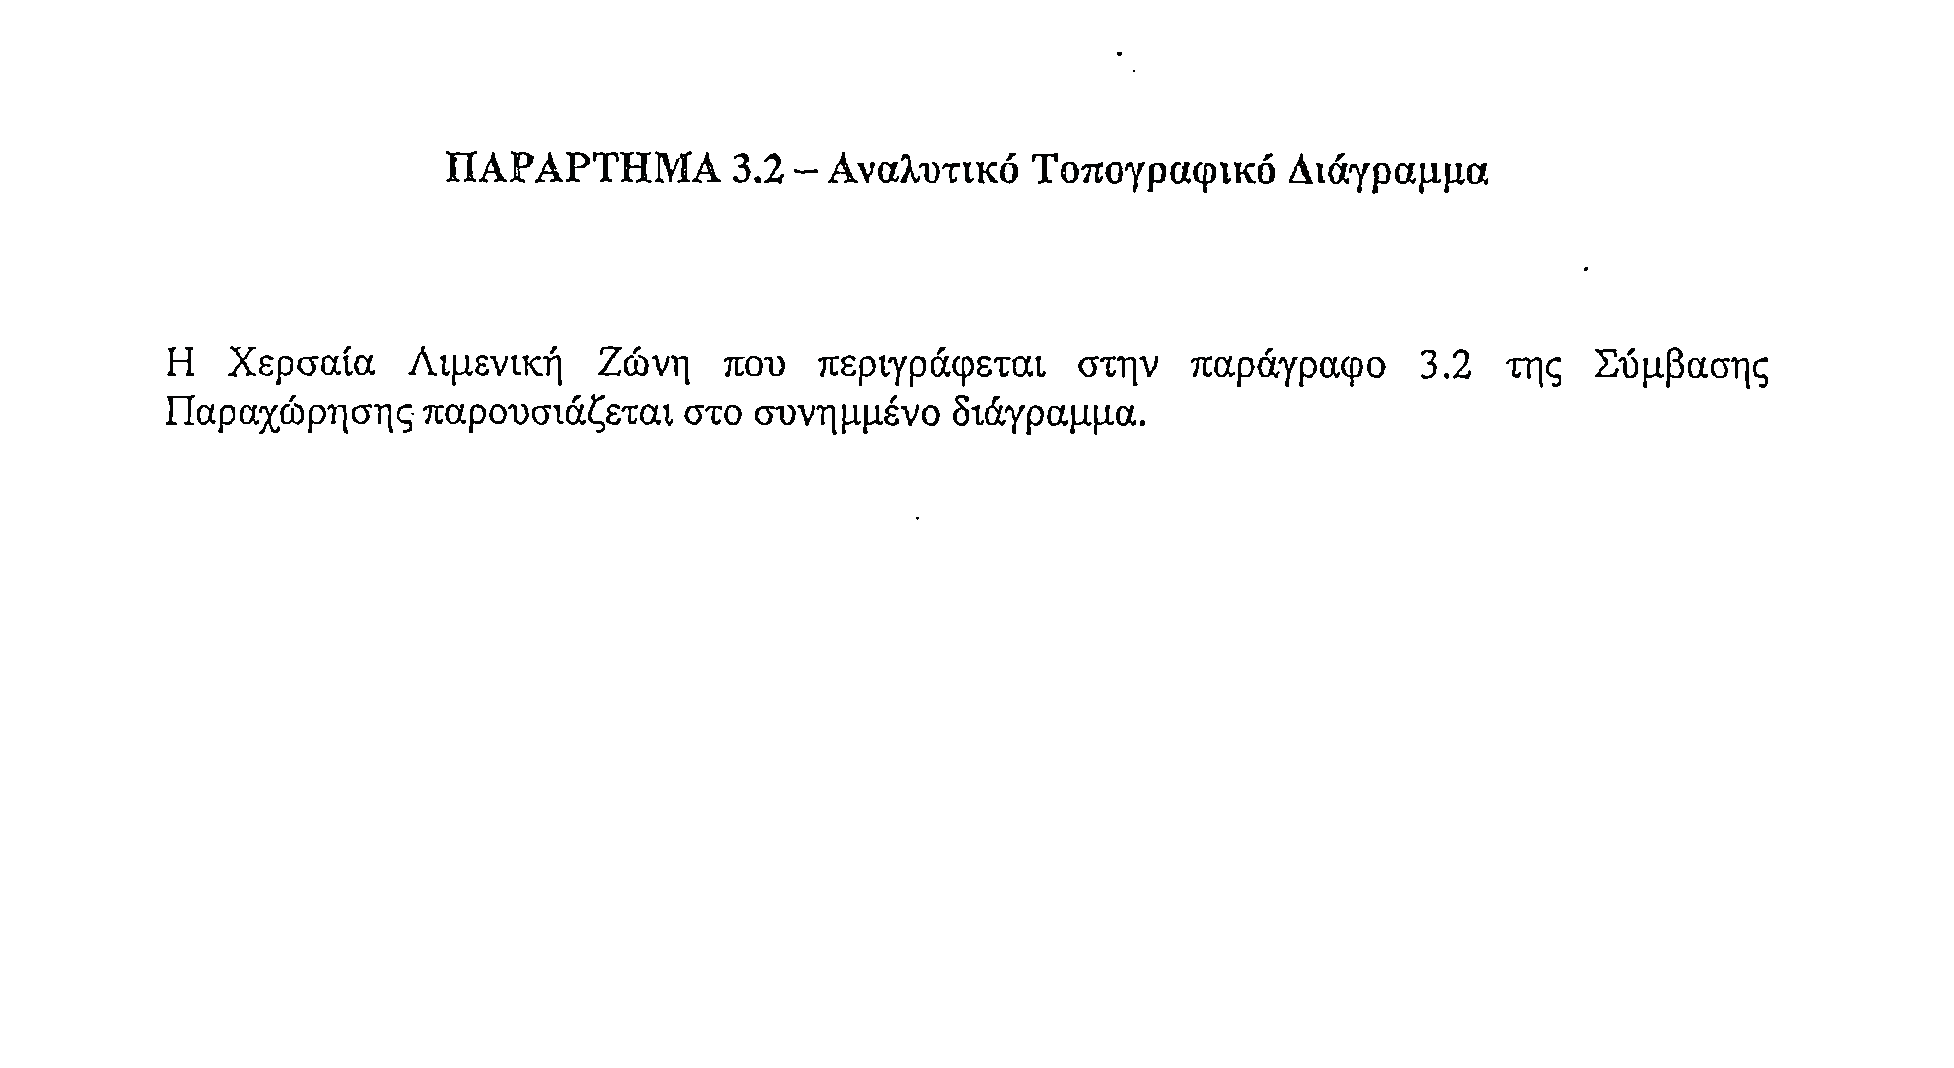 ΠΑΡΑΡΤΗΜΑ 3.2 – Αναλυτικό Τοπογραφικό Διάγραμμα
Η Χερσαία Λιμενική Ζώνη που περιγράφεται στην παράγραφο 3.2 της Σύμβασης
Παραχώρησης παρουσιάζεται στο συνημμένο διάγραμμα.